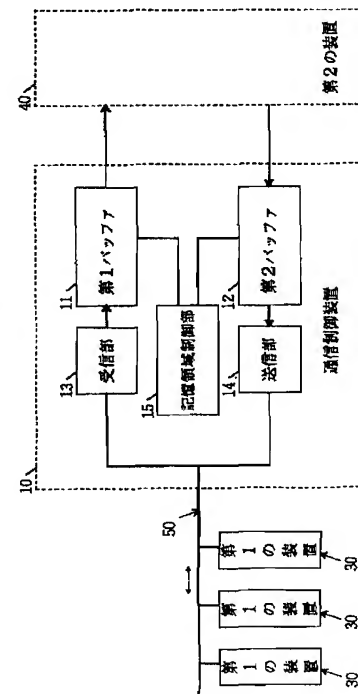 40
第2の装置
10
11
第1バッファ
13
受信部
15
記憶領域制御部
12
第2バッファ
14
送信部
通信制御装置
50
第1の装置
30
第1の装置
30
第1の装置
30